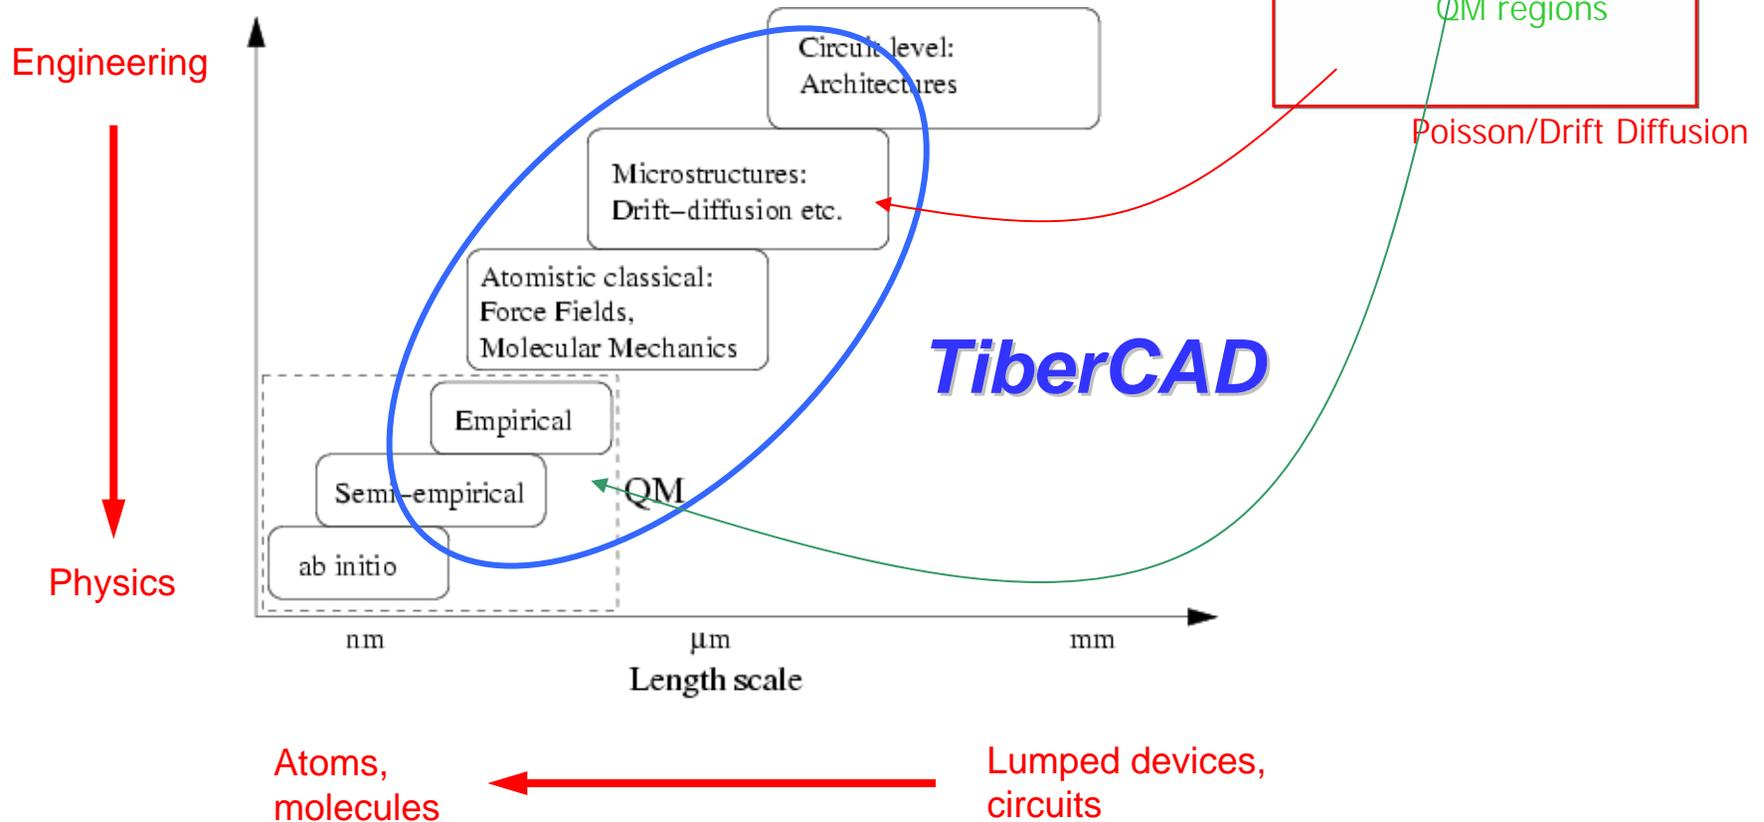 QM regions
Engineering
Circuit level:
Architectures
Poisson/Drift Diffusion
Microstructures:
Drift–diffusion etc.
Atomistic classical:
Force Fields,
Molecular Mechanics
TiberCAD
Empirical
Semi–empirical
QM
ab initio
Physics
nm
μm
mm
Length scale
Atoms,
molecules
Lumped devices,
circuits